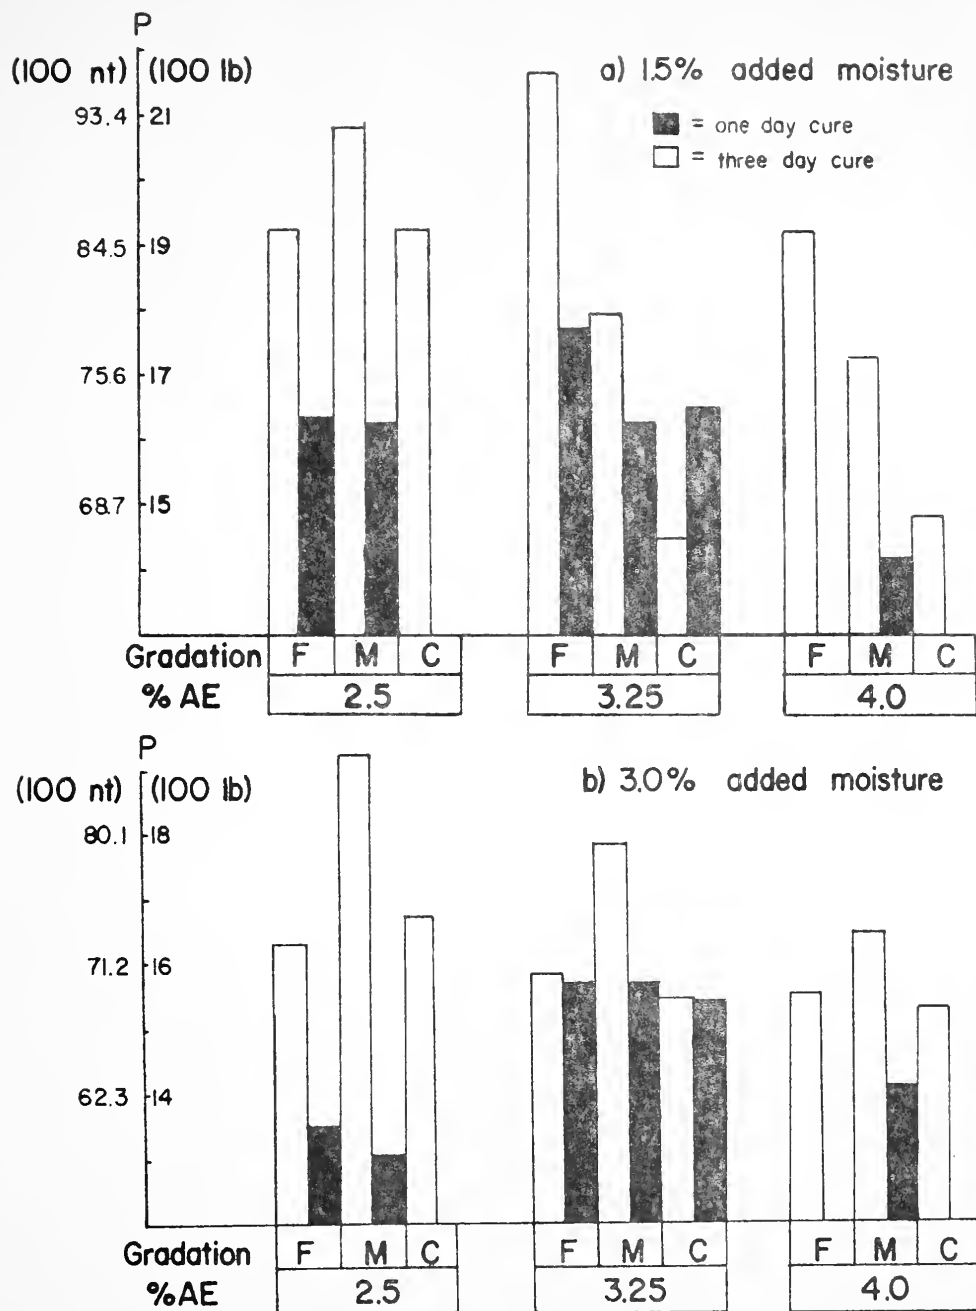 P
(100 nt) (100 lb)
a) 1.5% added moisture
93.4 21
= one day cure
= three day cure
84.5 19
75.6 17
68.7 15
Gradation F M C F M C F M C
% AE 2.5 3.25 4.0
P
(100 nt) (100 lb)
b) 3.0% added moisture
80.1 18
71.2 16
62.3 14
Gradation F M C F M C F M C
%AE 2.5 3.25 4.0